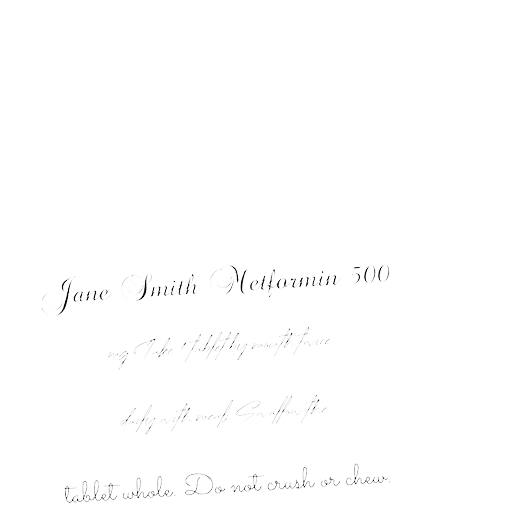 Jane Smith Metformin 500
mg Take 1 tablet by mouth twice
daily with meals Swallow the
tablet whole. Do not crush or chew.